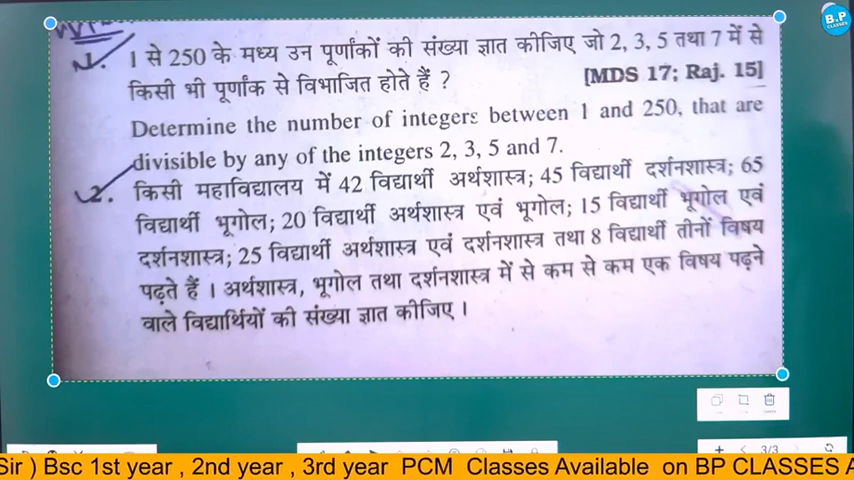 B.P
CLASSES
1. 1 से 250 के मध्य उन पूर्णांकों की संख्या ज्ञात कीजिए जो 2, 3, 5 तथा 7 में से
किसी भी पूर्णांक से विभाजित होते हैं ?
[MDS 17; Raj. 15]
Determine the number of integers between 1 and 250, that are
divisible by any of the integers 2, 3, 5 and 7.
2. किसी महाविद्यालय में 42 विद्यार्थी अर्थशास्त्र; 45 विद्यार्थी दर्शनशास्त्र; 65
विद्यार्थी भूगोल; 20 विद्यार्थी अर्थशास्त्र एवं भूगोल; 15 विद्यार्थी भूगोल एवं
दर्शनशास्त्र; 25 विद्यार्थी अर्थशास्त्र एवं दर्शनशास्त्र तथा 8 विद्यार्थी तीनों विषय
पढ़ते हैं । अर्थशास्त्र, भूगोल तथा दर्शनशास्त्र में से कम से कम एक विषय पढ़ने
वाले विद्यार्थियों की संख्या ज्ञात कीजिए ।
3/3
Sir ) Bsc 1st year , 2nd year , 3rd year PCM Classes Available on BP CLASSES A